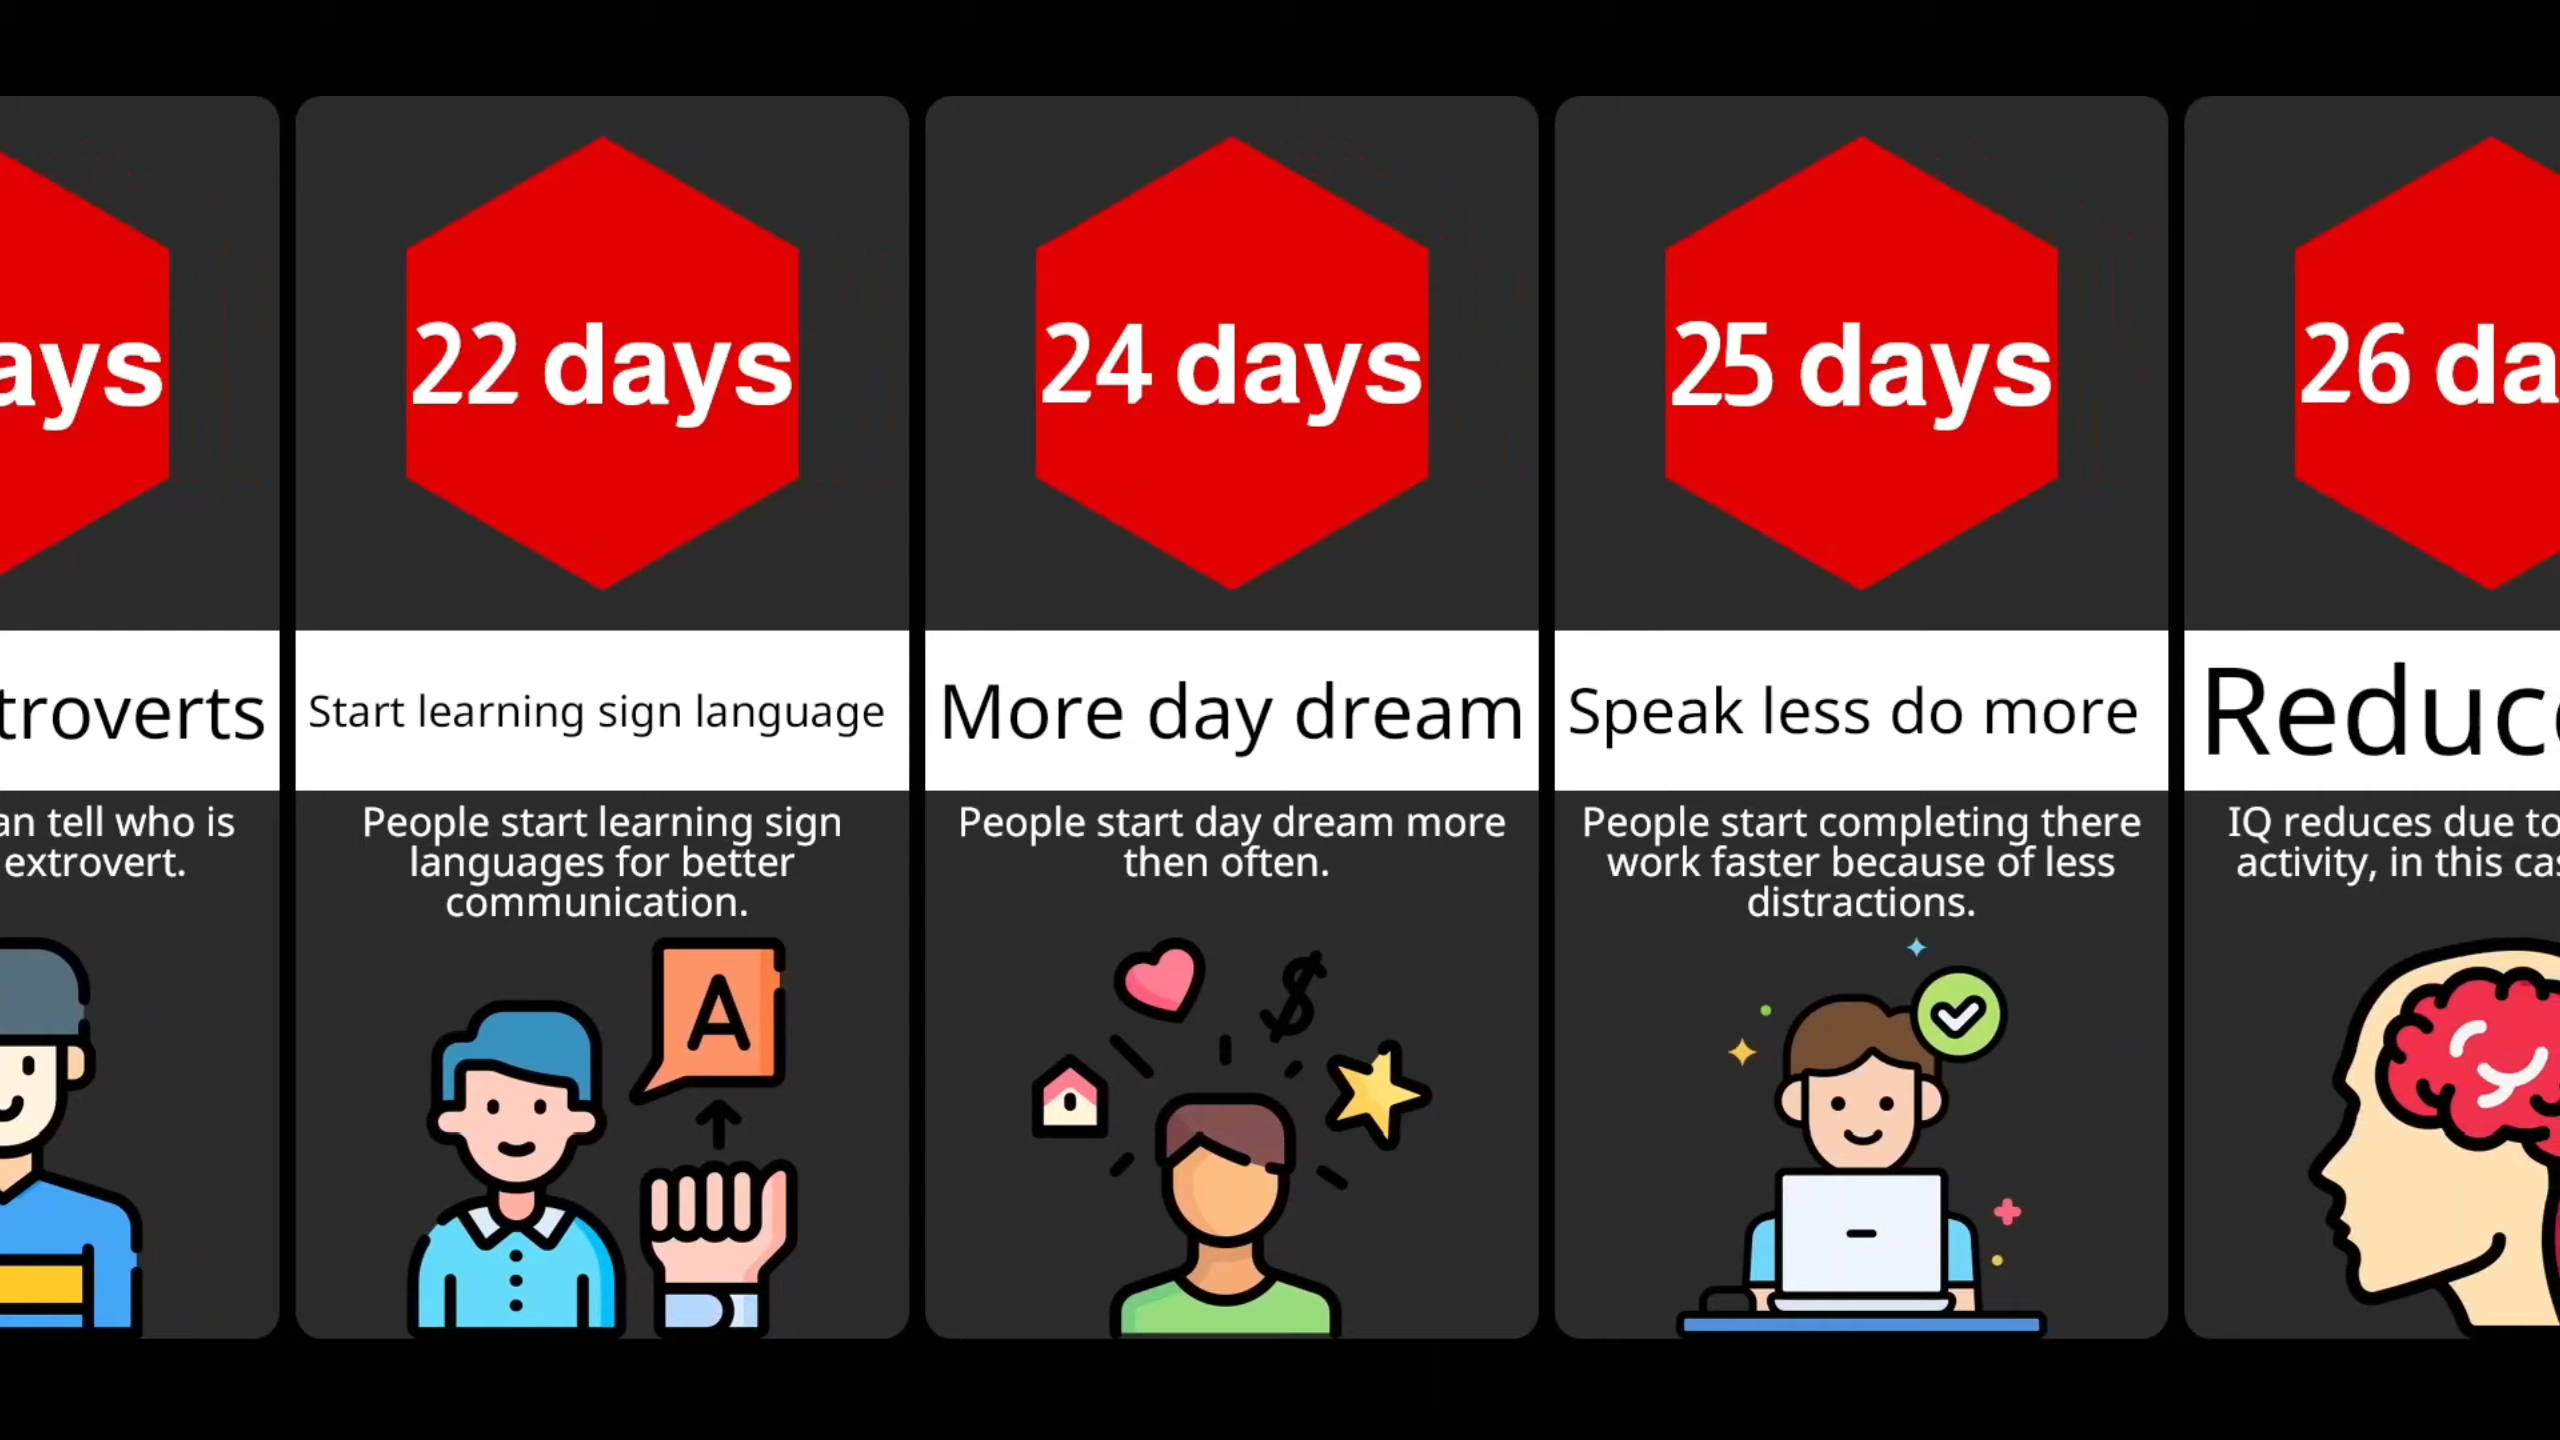 ays
troverts
an tell who is
extrovert.
22 days
Start learning sign language
People start learning sign
languages for better
communication.
A
24 days
More day dream
People start day dream more
then often.
$
25 days
Speak less do more
People start completing there
work faster because of less
distractions.
26 da
Reduc
IQ reduces due to
activity, in this cas